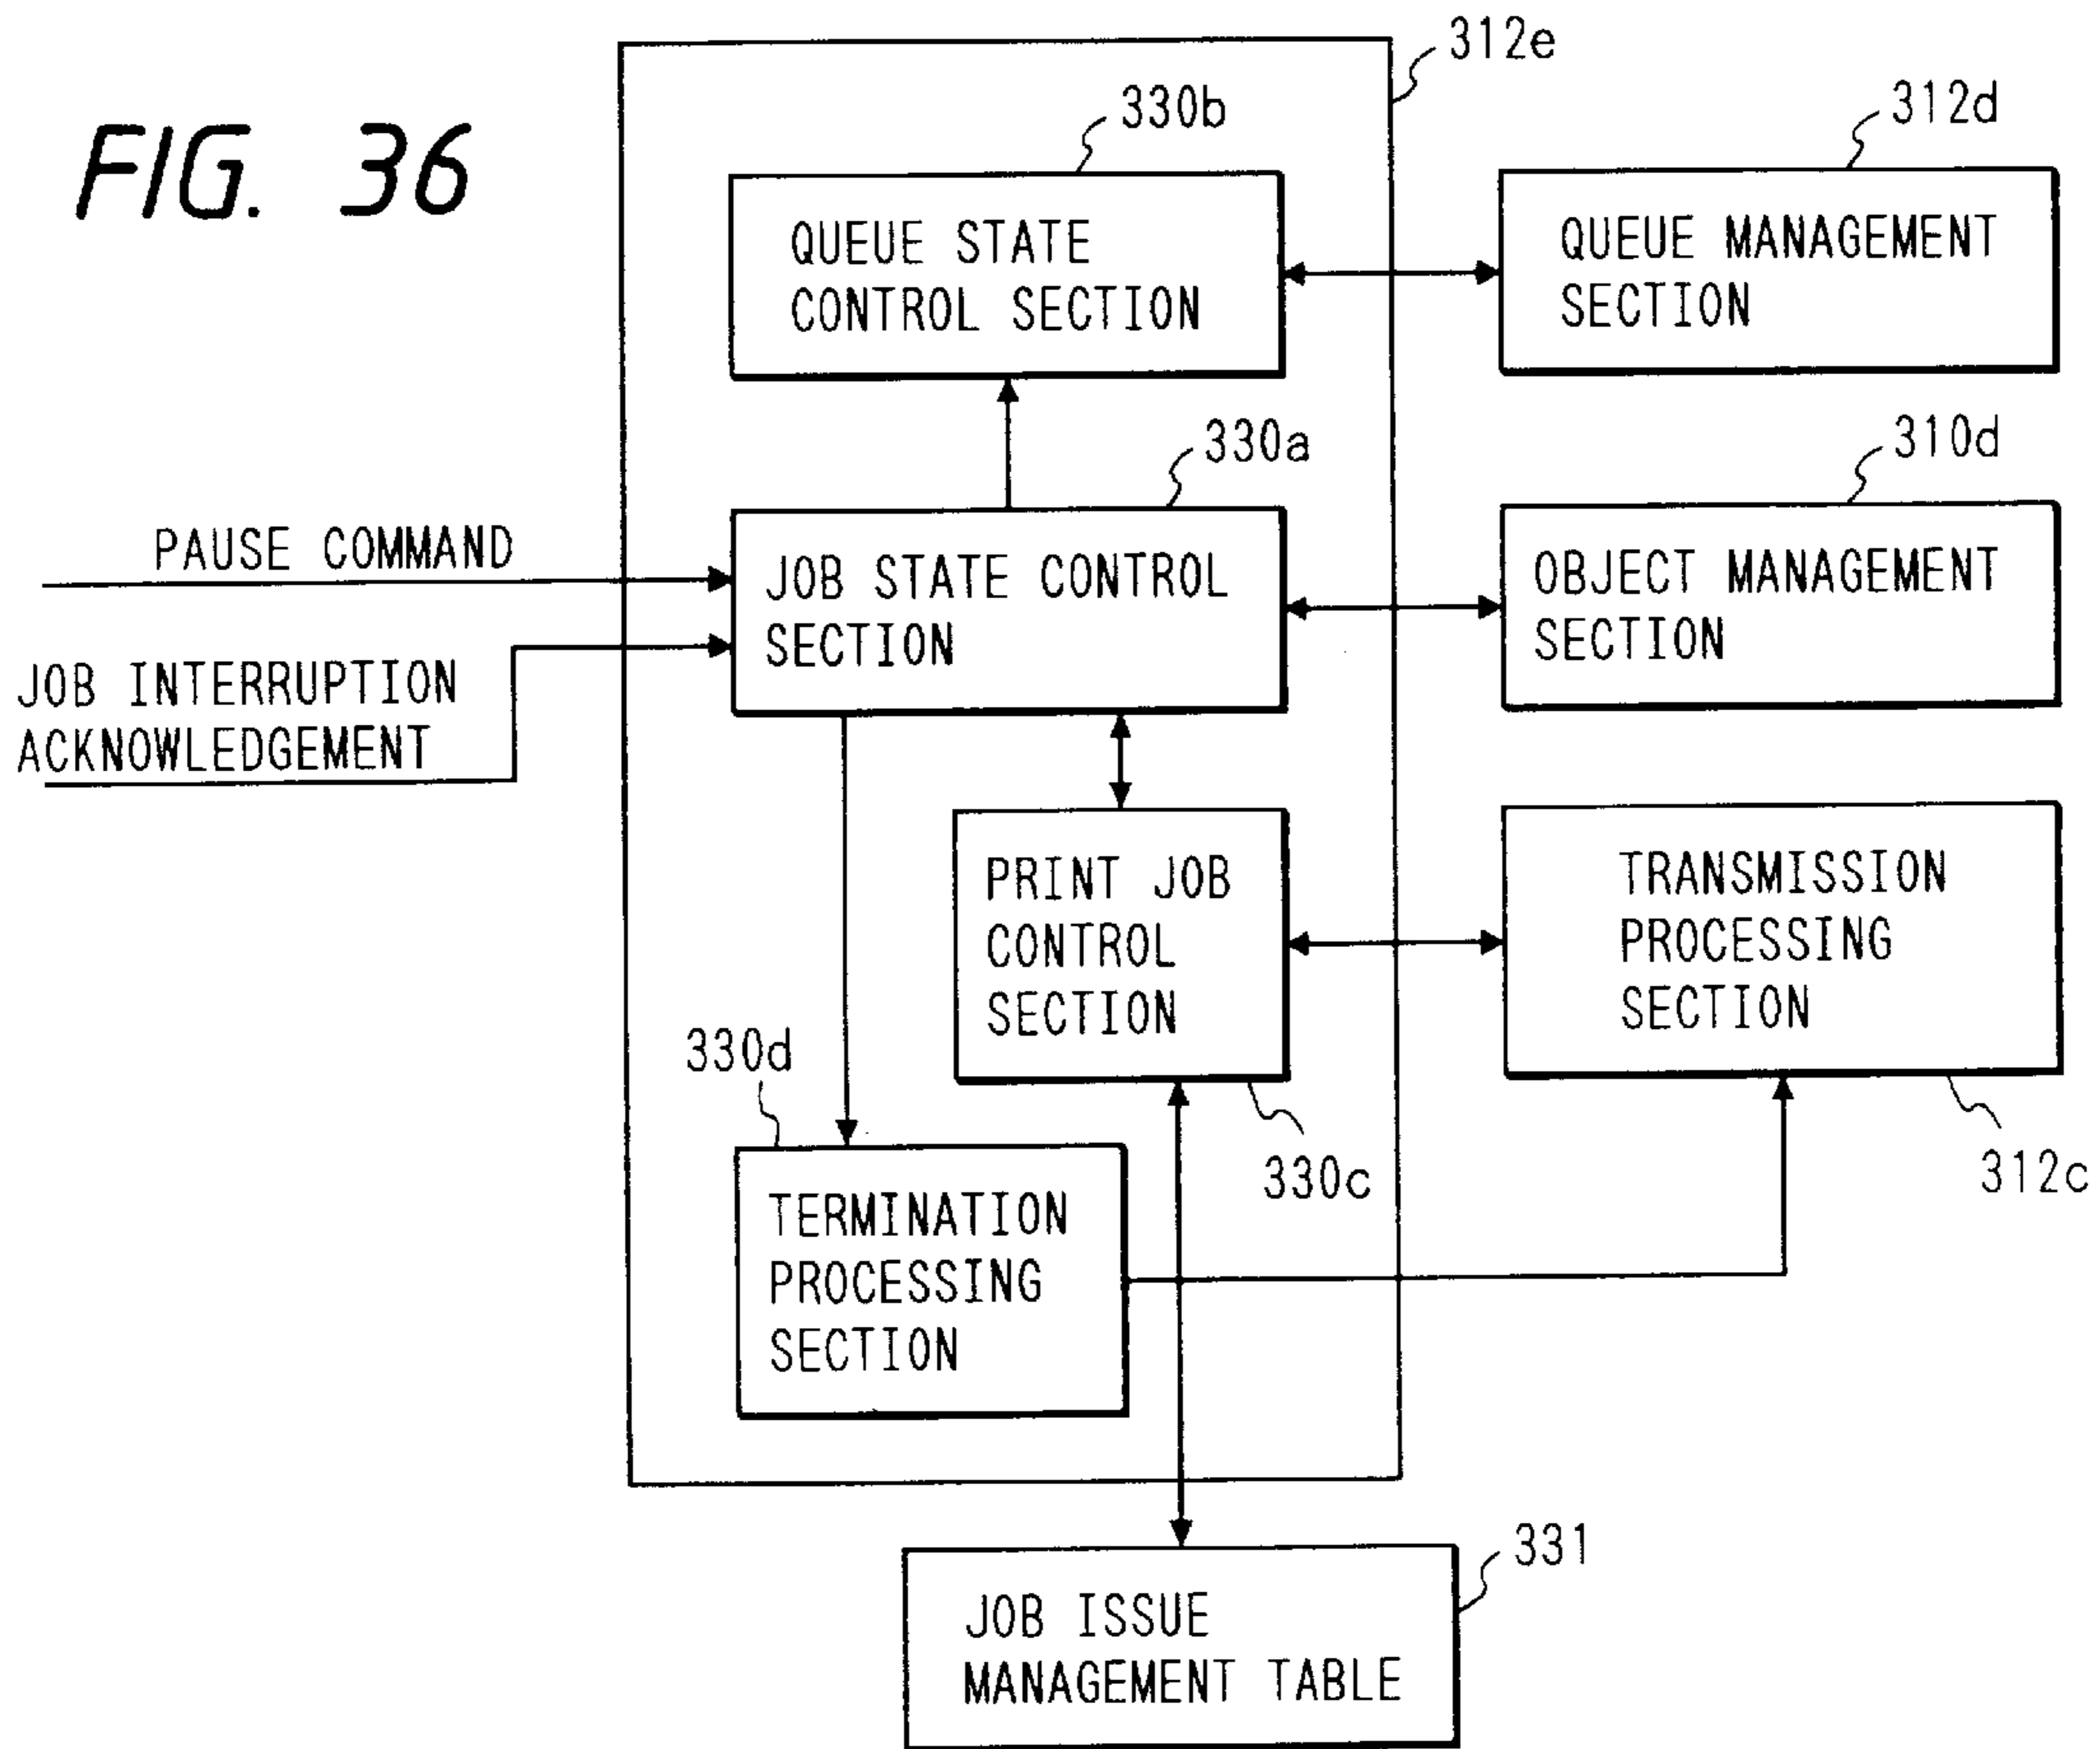 FIG. 36
312e
330b
312d
QUEUE STATE
CONTROL SECTION
QUEUE MANAGEMENT
SECTION
330a
310d
PAUSE COMMAND
JOB STATE CONTROL
SECTION
OBJECT MANAGEMENT
SECTION
JOB INTERRUPTION
ACKNOWLEDGEMENT
PRINT JOB
CONTROL
SECTION
TRANSMISSION
PROCESSING
SECTION
330d
330c
312c
TERMINATION
PROCESSING
SECTION
331
JOB ISSUE
MANAGEMENT TABLE